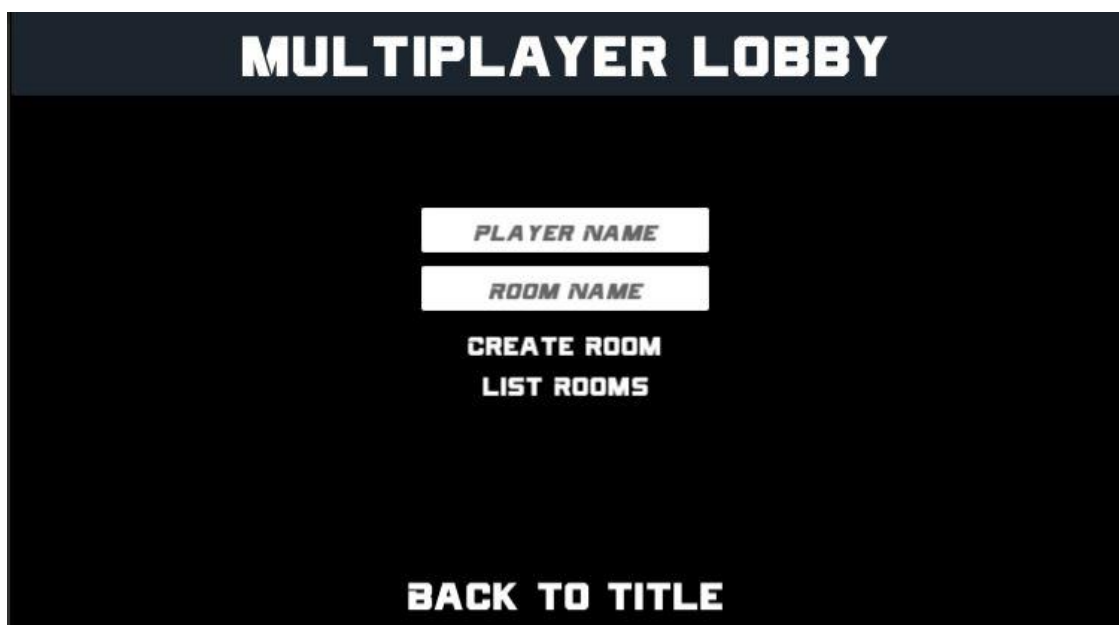 MULTIPLAYER LOBBY
PLAYER NAME
ROOM NAME
CREATE ROOM
LIST ROOMS
BACK TO TITLE